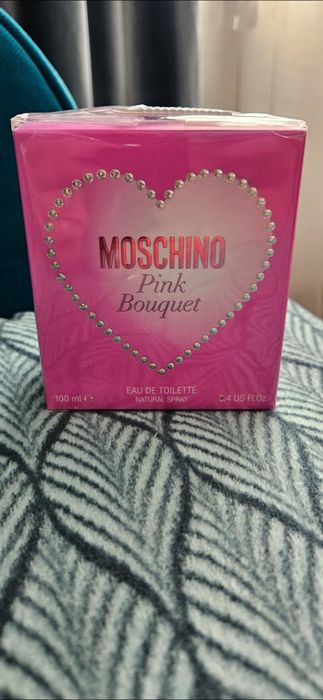 MOSCHINO
Pink
Bouquet
EAU DE TOILETTE
NATURAL SPRAY
100 ml ℮
3.4 US Fl.Oz.